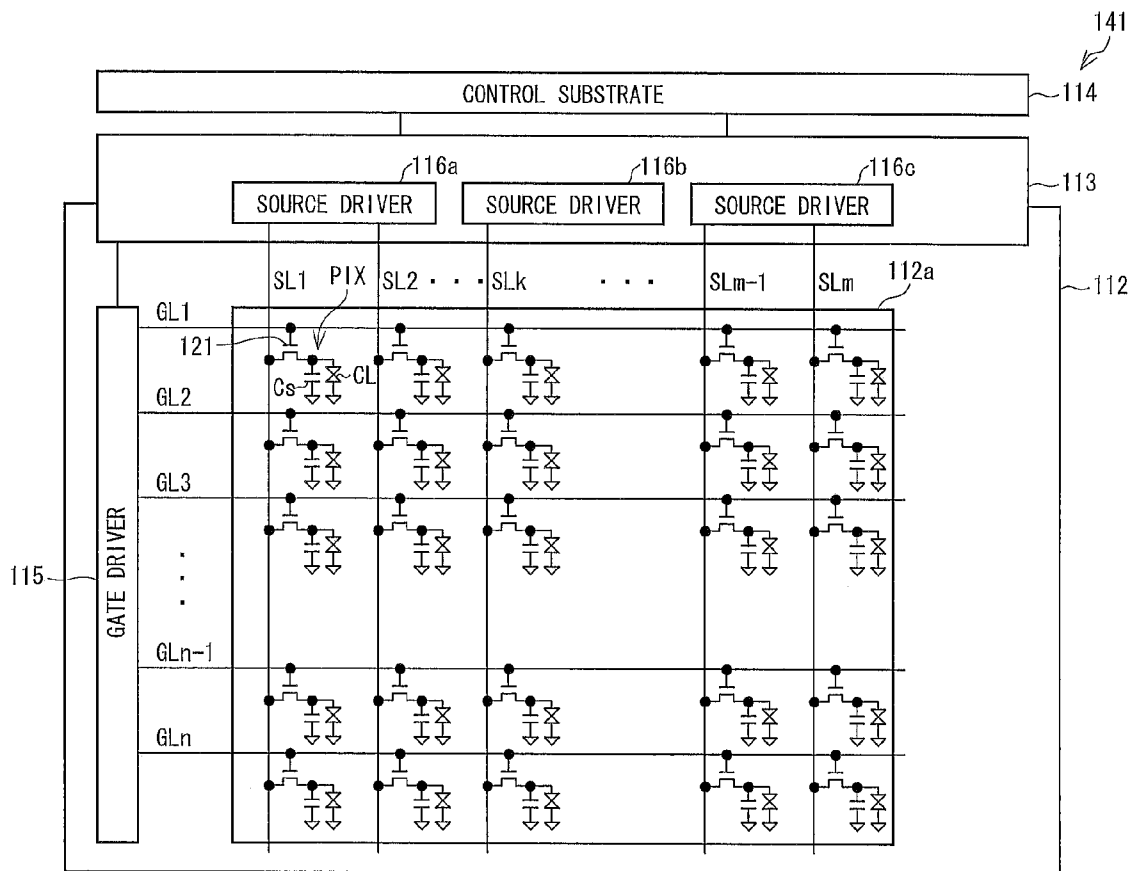 141
CONTROL SUBSTRATE
114
116a
116b
116c
SOURCE DRIVER
SOURCE DRIVER
SOURCE DRIVER
113
SL1
PIX
SL2
・・・
SLk
・・・
SLm-1
SLm
112a
112
GL1
121
Cs
CL
GL2
GL3
115
GATE DRIVER
GLn-1
GLn